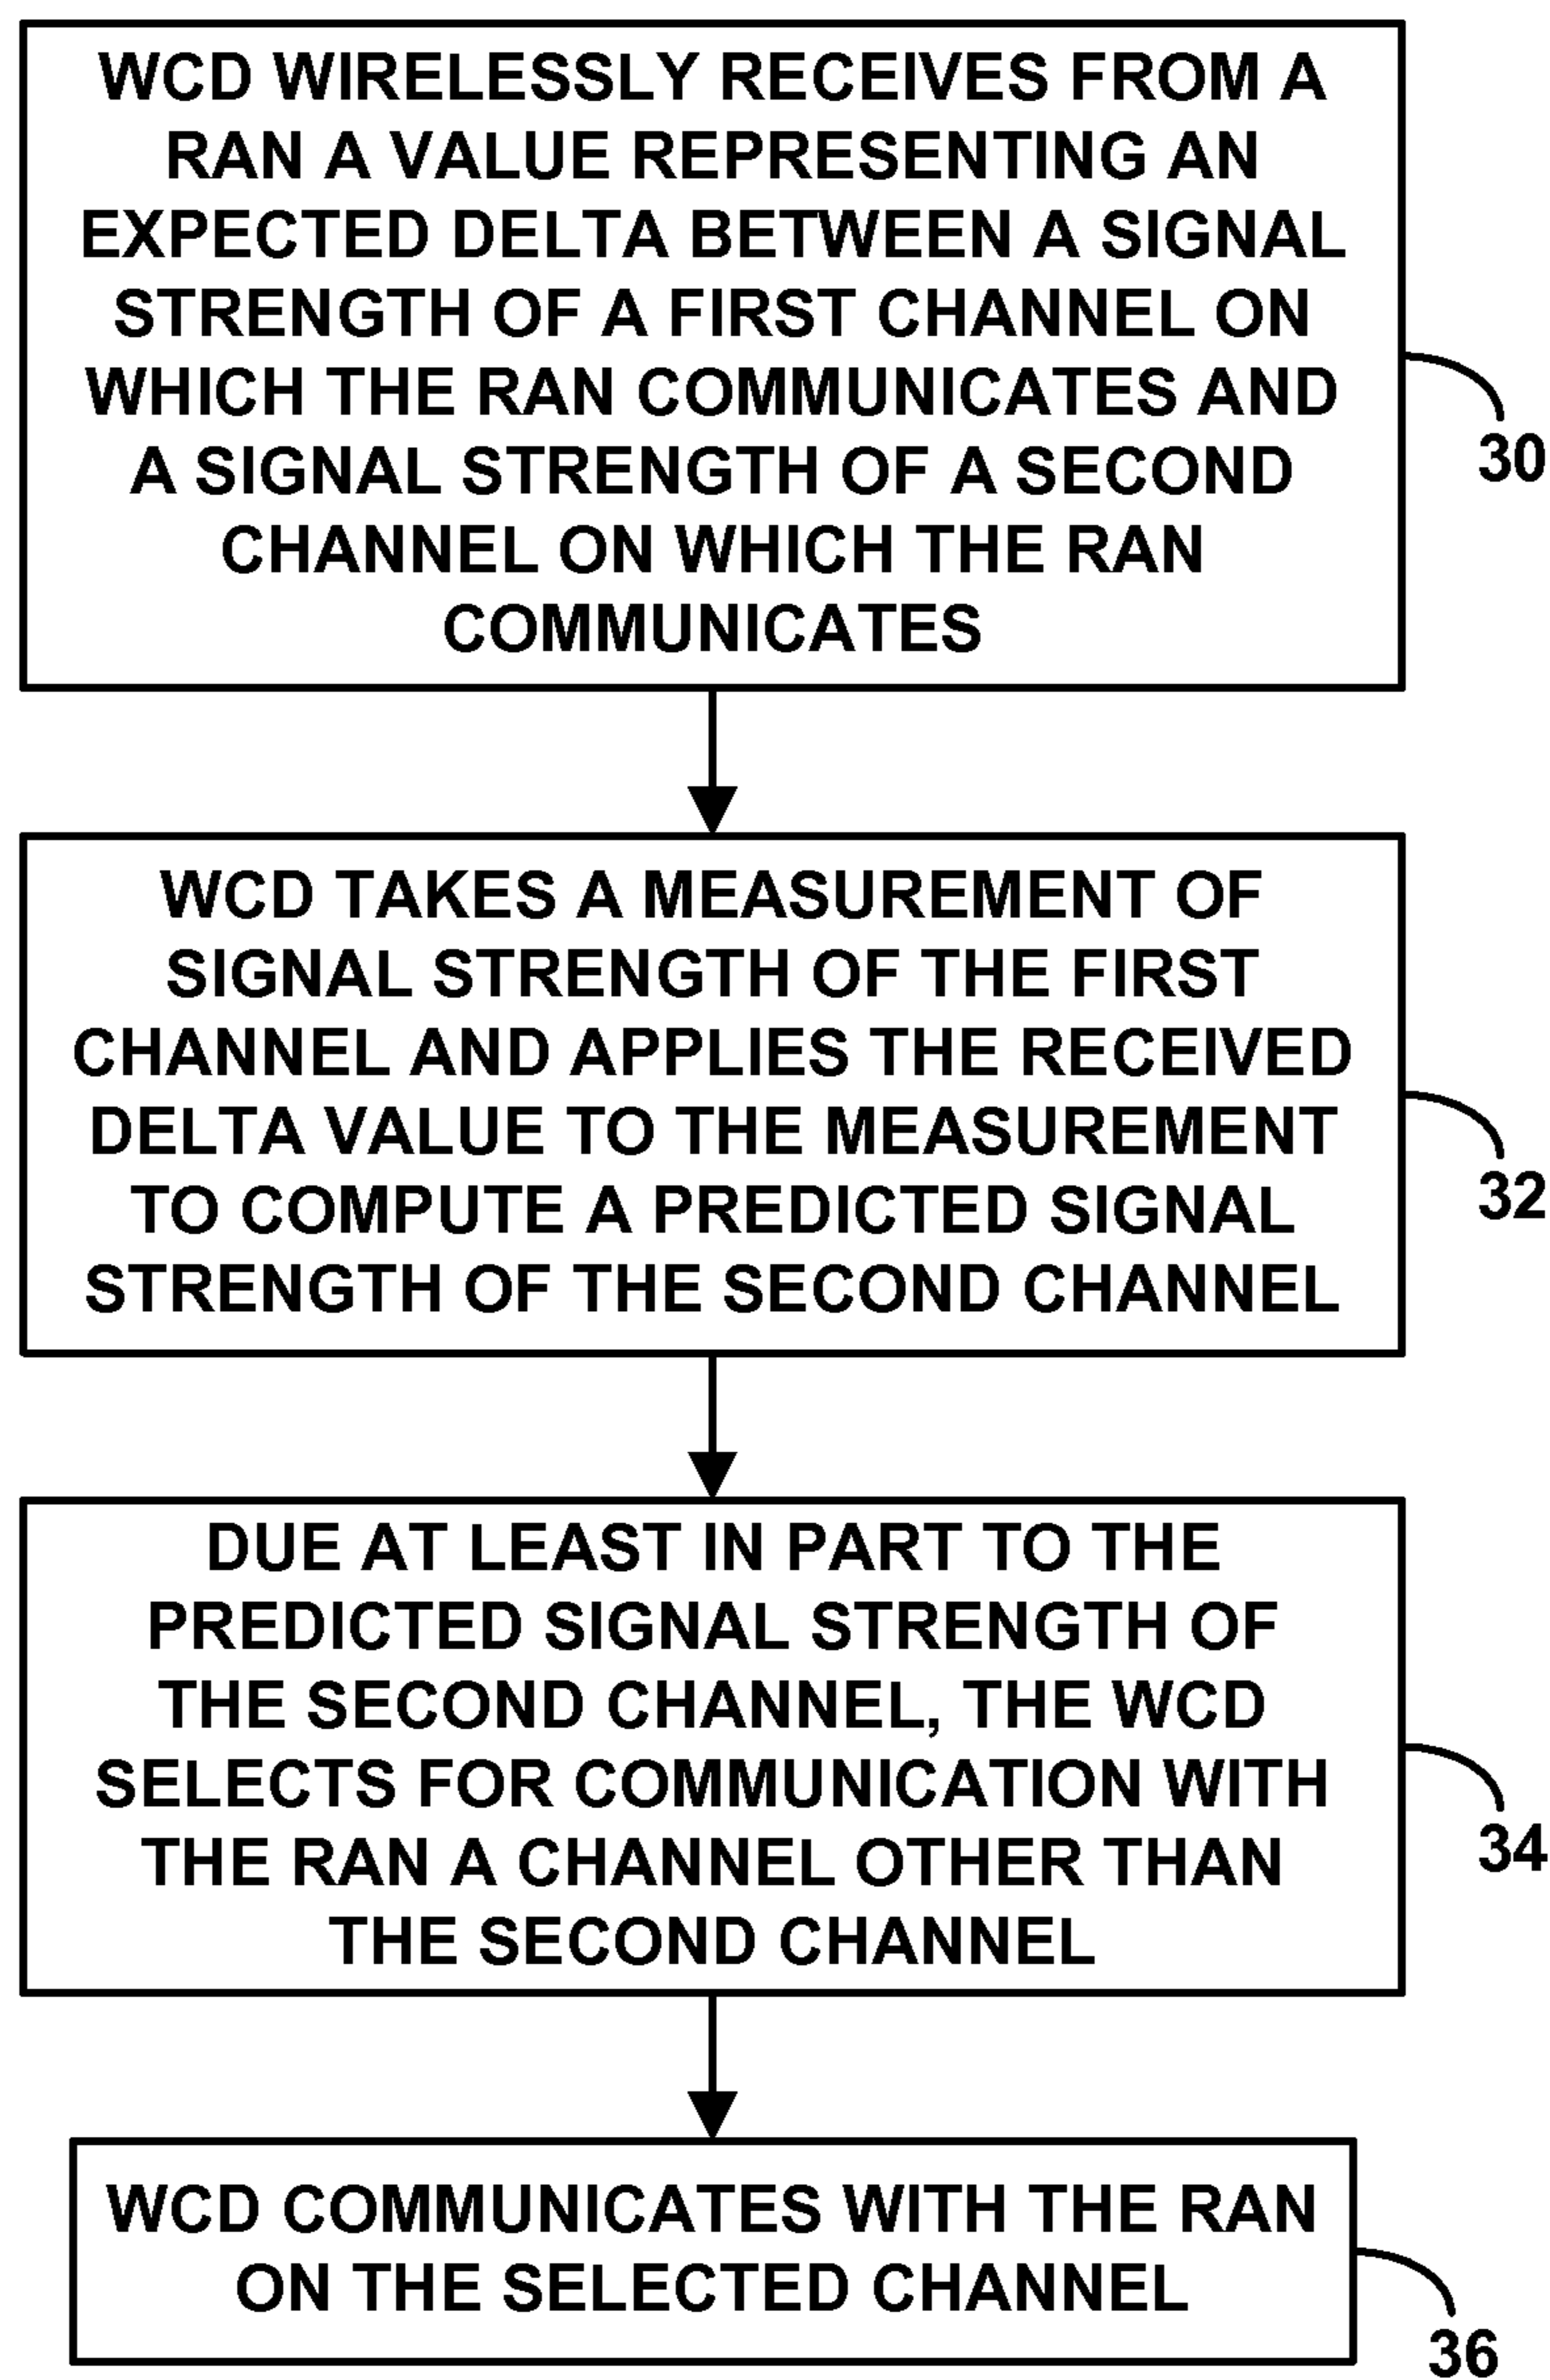 WCD WIRELESSLY RECEIVES FROM A
RAN A VALUE REPRESENTING AN
EXPECTED DELTA BETWEEN A SIGNAL
STRENGTH OF A FIRST CHANNEL ON
WHICH THE RAN COMMUNICATES AND
A SIGNAL STRENGTH OF A SECOND
CHANNEL ON WHICH THE RAN
COMMUNICATES
30
WCD TAKES A MEASUREMENT OF
SIGNAL STRENGTH OF THE FIRST
CHANNEL AND APPLIES THE RECEIVED
DELTA VALUE TO THE MEASUREMENT
TO COMPUTE A PREDICTED SIGNAL
STRENGTH OF THE SECOND CHANNEL
32
DUE AT LEAST IN PART TO THE
PREDICTED SIGNAL STRENGTH OF
THE SECOND CHANNEL, THE WCD
SELECTS FOR COMMUNICATION WITH
THE RAN A CHANNEL OTHER THAN
THE SECOND CHANNEL
34
WCD COMMUNICATES WITH THE RAN
ON THE SELECTED CHANNEL
36